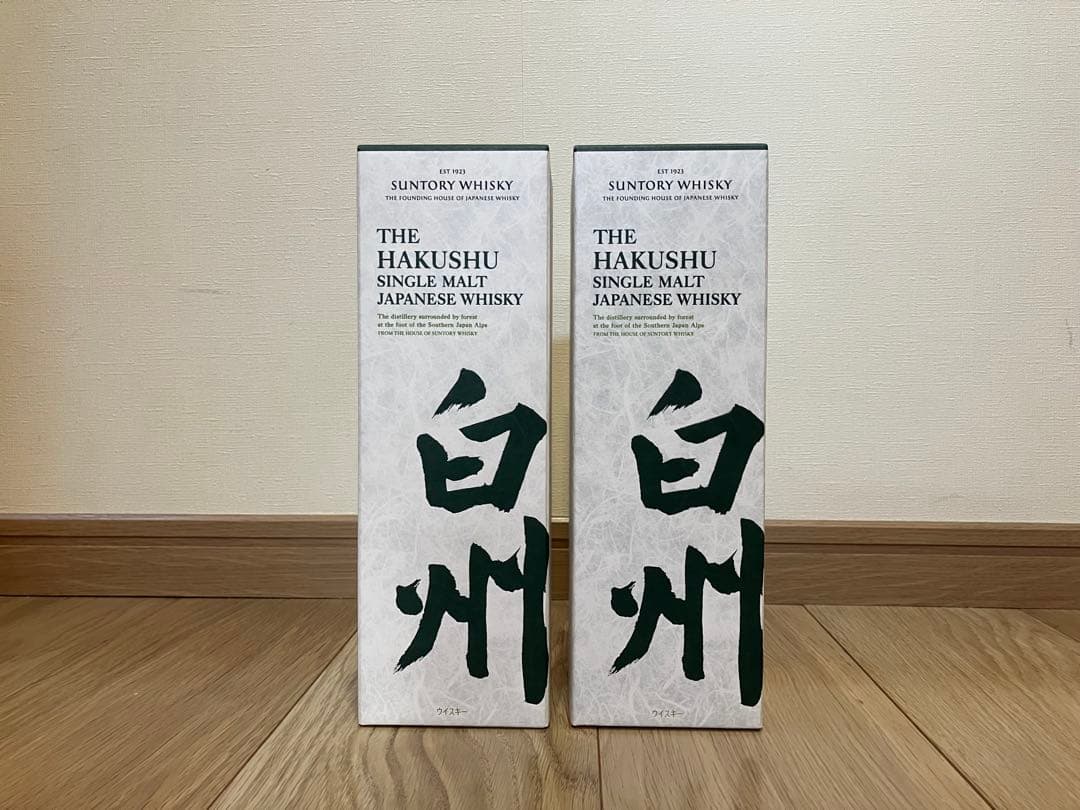 EST 1923
SUNTORY WHISKY
THE FOUNDING HOUSE OF JAPANESE WHISKY
THE
HAKUSHU
SINGLE MALT
JAPANESE WHISKY
The distillery surrounded by forest
at the foot of the Southern Japan Alps
FROM THE HOUSE OF SUNTORY WHISKY
白州
ウイスキー
EST 1923
SUNTORY WHISKY
THE FOUNDING HOUSE OF JAPANESE WHISKY
THE
HAKUSHU
SINGLE MALT
JAPANESE WHISKY
The distillery surrounded by forest
at the foot of the Southern Japan Alps
FROM THE HOUSE OF SUNTORY WHISKY
白州
ウイスキー